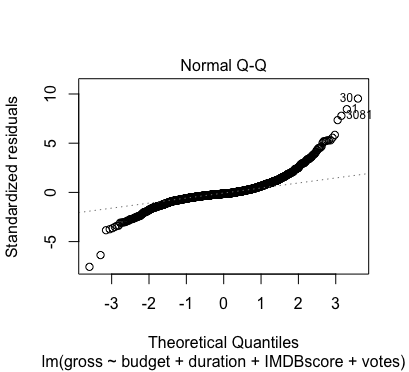 Normal Q-Q
Standardized residuals
10
5
0
-5
30
1
3081
-3 -2 -1 0 1 2 3
Theoretical Quantiles
lm(gross ~ budget + duration + IMDBscore + votes)